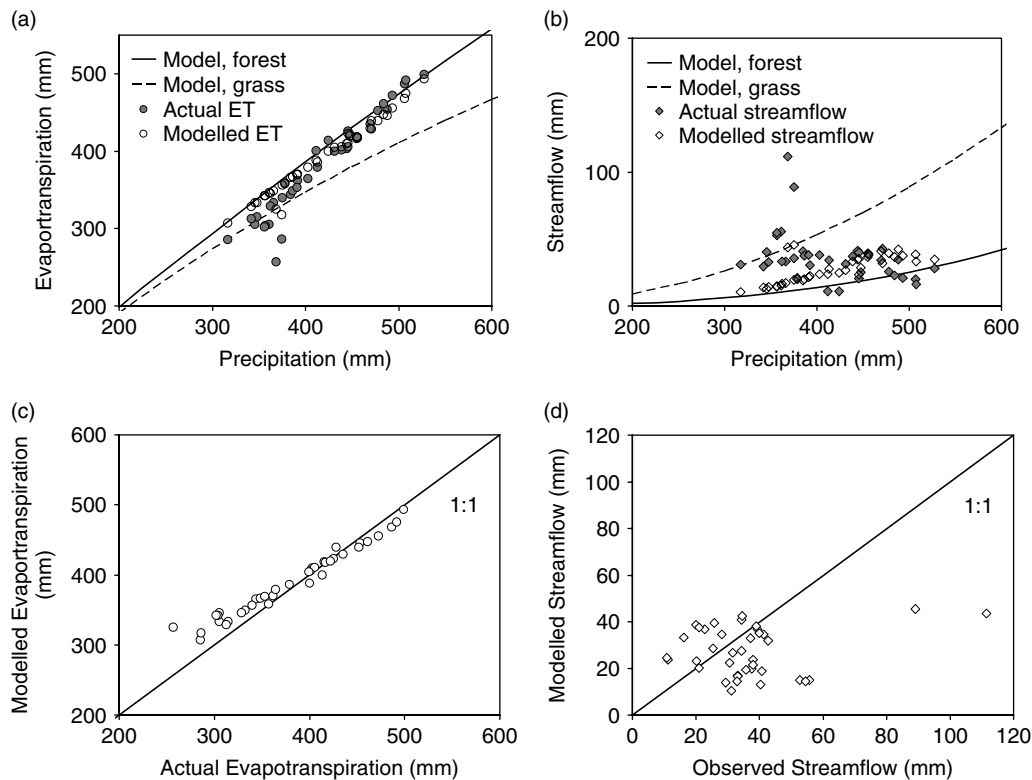 (a)
Evaportranspiration (mm)
500
400
300
200
Model, forest
Model, grass
Actual ET
Modelled ET
200 300 400 500 600
Precipitation (mm)
(b)
Streamflow (mm)
200
100
0
Model, forest
Model, grass
Actual streamflow
Modelled streamflow
200 300 400 500 600
Precipitation (mm)
(c)
Modelled Evaportranspiration
(mm)
600
500
400
300
200
1:1
200 300 400 500 600
Actual Evapotranspiration (mm)
(d)
Modelled Streamflow (mm)
120
100
80
60
40
20
0
1:1
0 20 40 60 80 100 120
Observed Streamflow (mm)